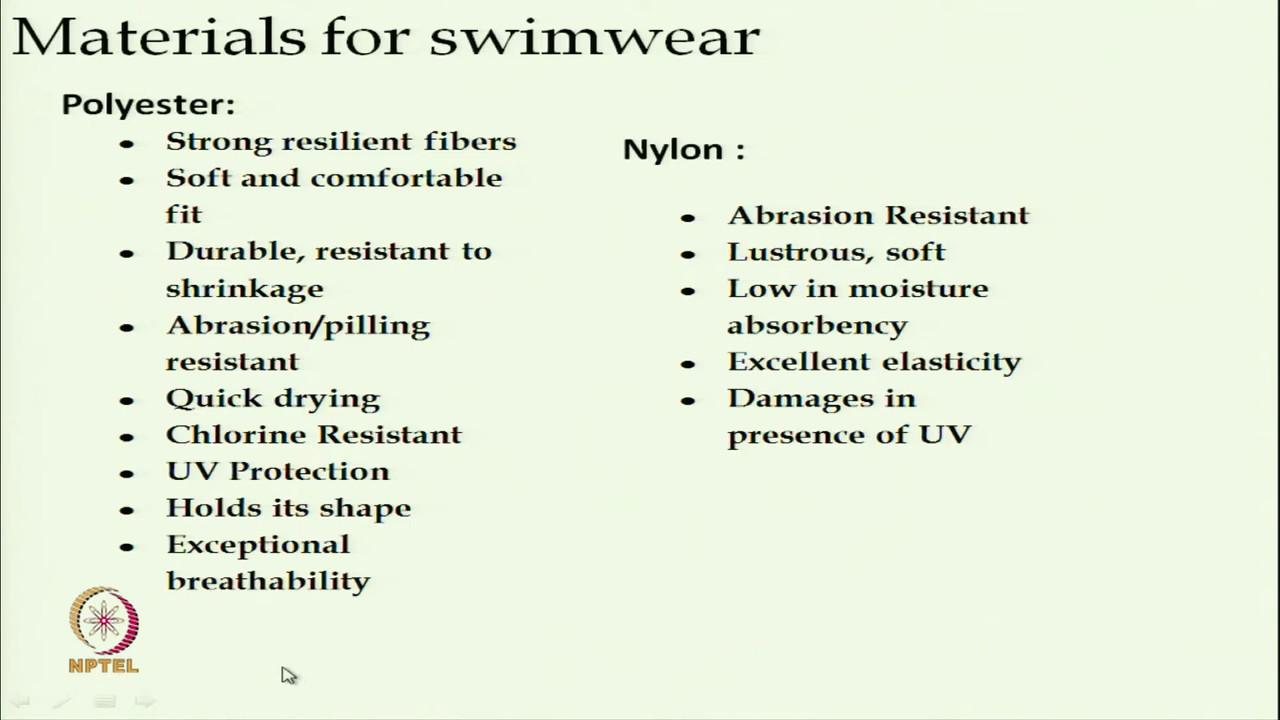 Materials for swimwear
Polyester:
• Strong resilient fibers
• Soft and comfortable
fit
• Durable, resistant to
shrinkage
• Abrasion/pilling
resistant
• Quick drying
• Chlorine Resistant
• UV Protection
• Holds its shape
• Exceptional
breathability
Nylon :
• Abrasion Resistant
• Lustrous, soft
• Low in moisture
absorbency
• Excellent elasticity
• Damages in
presence of UV
NPTEL